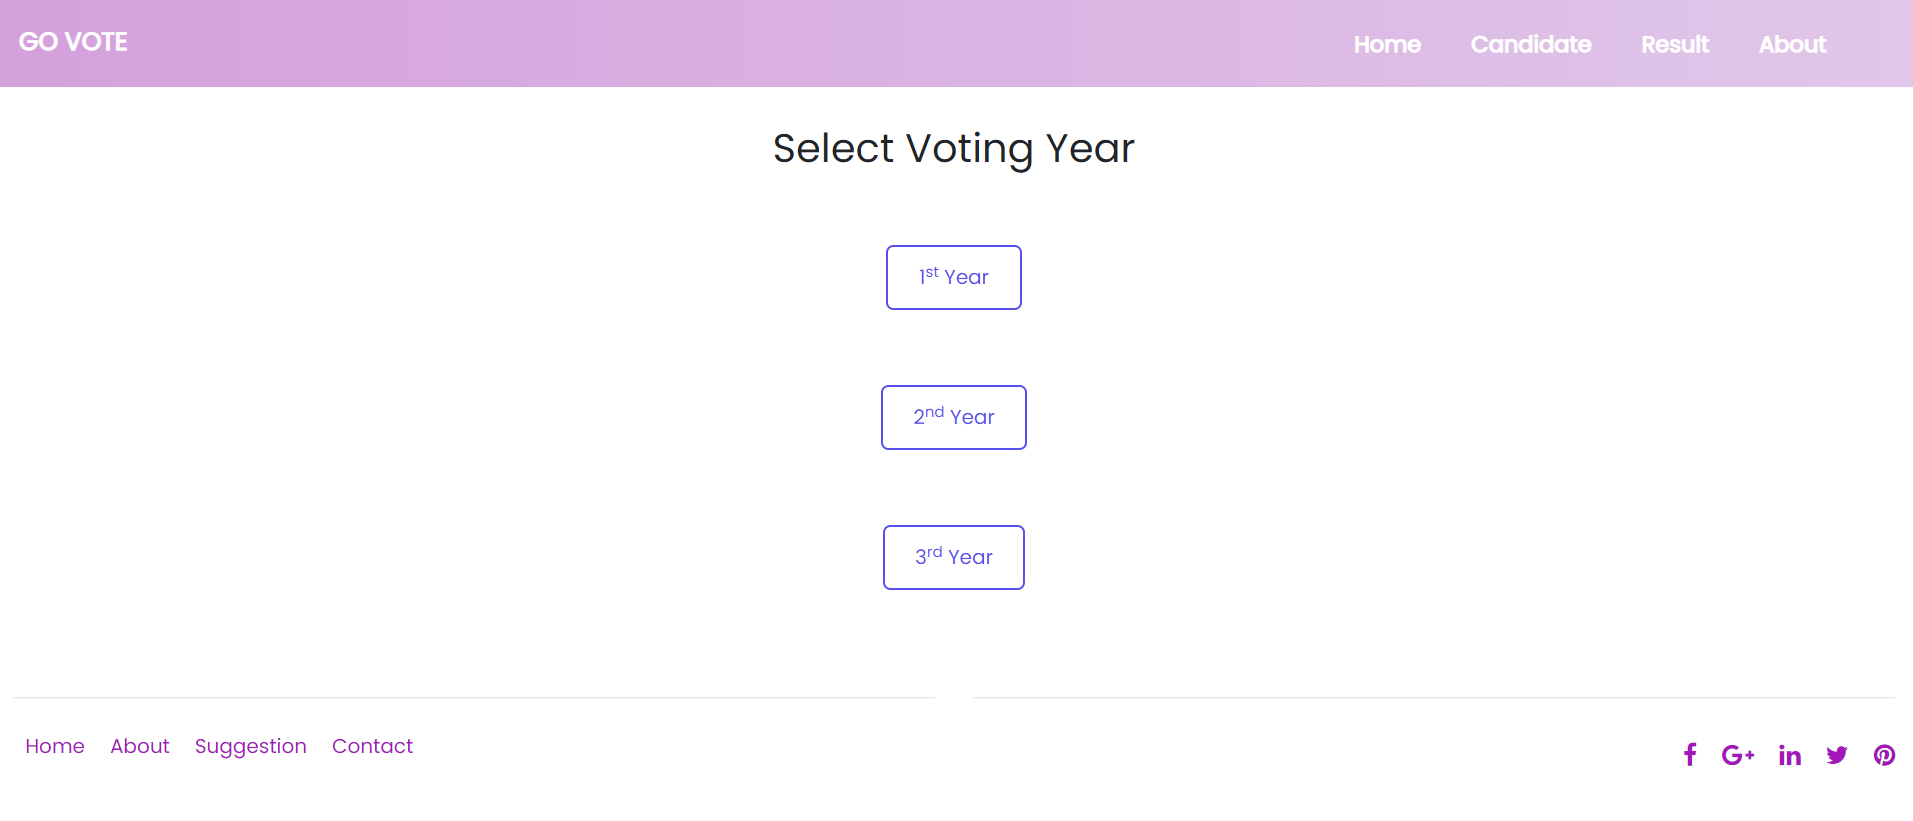 GO VOTE
Home Candidate Result About
Select Voting Year
1st Year
2nd Year
3rd Year
Home About Suggestion Contact